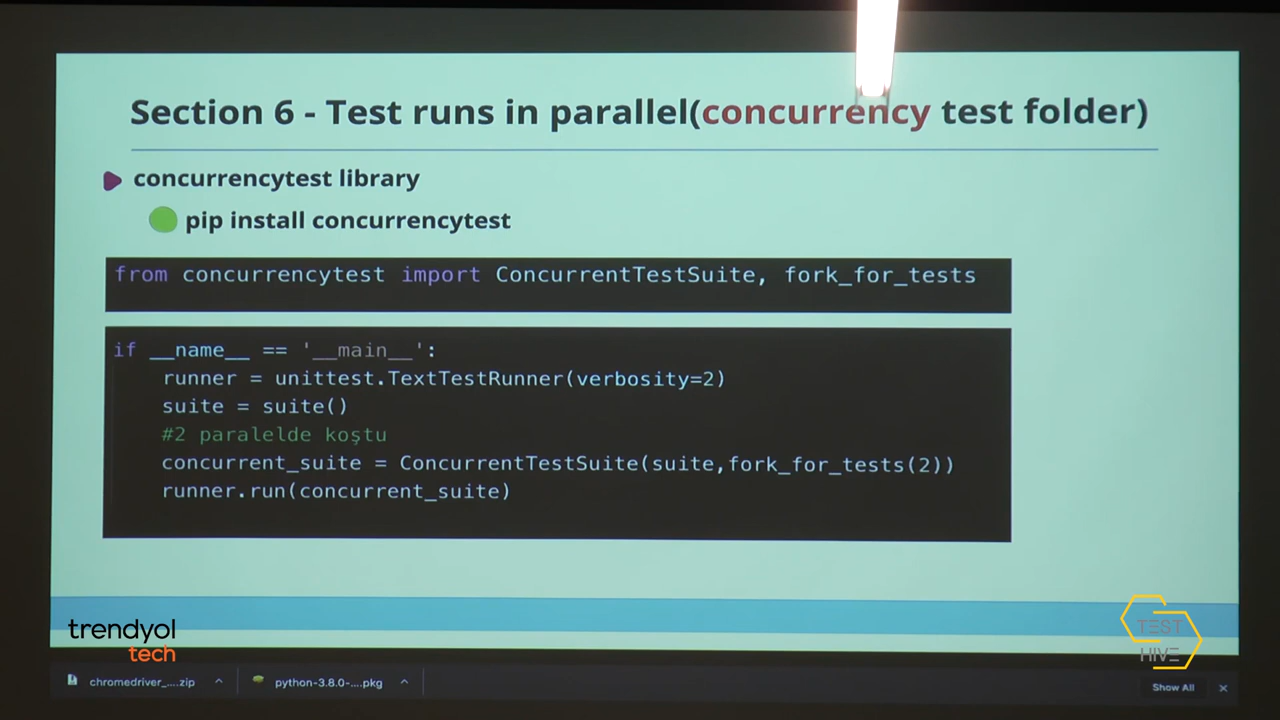 Section 6 - Test runs in parallel(concurrency test folder)
concurrencytest library
pip install concurrencytest
from concurrencytest import ConcurrentTestSuite, fork_for_tests
if __name__ == '__main__':
runner = unittest.TextTestRunner(verbosity=2)
suite = suite()
#2 paralelde koştu
concurrent_suite = ConcurrentTestSuite(suite,fork_for_tests(2))
runner.run(concurrent_suite)
trendyol
tech
TEST
HIVE
chromedriver_....zip
python-3.8.0-....pkg
Show All